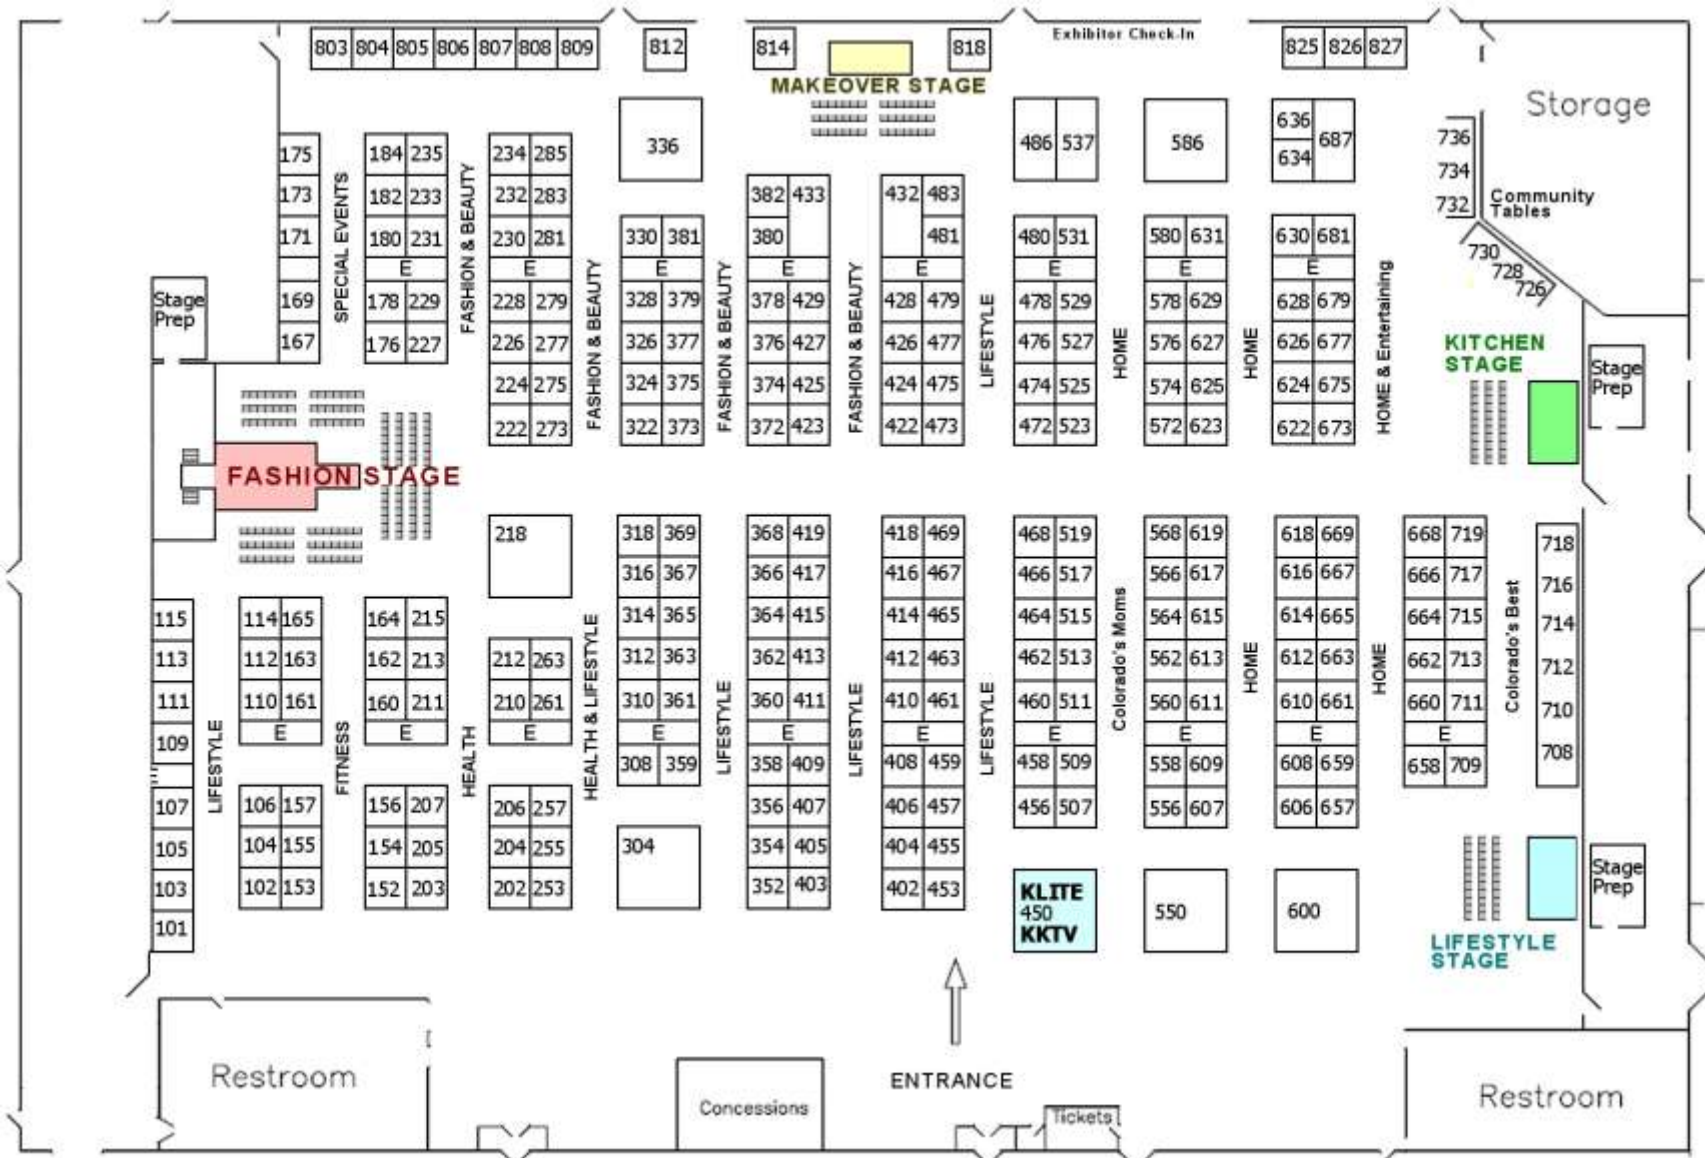 803 804 805 806 807 808 809 812 814 818 Exhibitor Check-In 825 826 827
MAKEOVER STAGE
Storage
336 486 537 586 636 687
634
736
734
732
Community
Tables
730
728
726
175 184 235 234 285
173 182 233 232 283 382 433 432 483
171 180 231 230 281 330 381 380 481 480 531 580 631 630 681
E E E E E E
169 178 229 228 279 328 379 378 429 428 479 478 529 578 629 628 679
167 176 227 226 277 326 377 376 427 426 477 476 527 576 627 626 677
224 275 324 375 374 425 424 475 474 525 574 625 624 675
222 273 322 373 372 423 422 473 472 523 572 623 622 673
SPECIAL EVENTS
FASHION & BEAUTY
FASHION & BEAUTY
FASHION & BEAUTY
FASHION & BEAUTY
LIFESTYLE
HOME
HOME
HOME & Entertaining
Stage
Prep
KITCHEN
STAGE
Stage
Prep
FASHION STAGE
218 318 369 368 419 418 469 468 519 568 619 618 669 668 719 718
316 367 366 417 416 467 466 517 566 617 616 667 666 717 716
115 114 165 164 215 314 365 364 415 414 465 464 515 564 615 614 665 664 715 714
113 112 163 162 213 212 263 312 363 362 413 412 463 462 513 562 613 612 663 662 713 712
111 110 161 160 211 210 261 310 361 360 411 410 461 460 511 560 611 610 661 660 711 710
109 E E E E E E E E E E
308 359 358 409 408 459 458 509 558 609 608 659 658 709 708
107 106 157 156 207 206 257 356 407 406 457 456 507 556 607 606 657
105 104 155 154 205 204 255 304 354 405 404 455
103 102 153 152 203 202 253 352 403 402 453
101
LIFESTYLE
FITNESS
HEALTH
HEALTH & LIFESTYLE
LIFESTYLE
LIFESTYLE
LIFESTYLE
Colorado's Moms
HOME
HOME
Colorado's Best
KLITE
450
KKTV
550 600
Stage
Prep
LIFESTYLE
STAGE
Restroom
Concessions
ENTRANCE
Tickets
Restroom